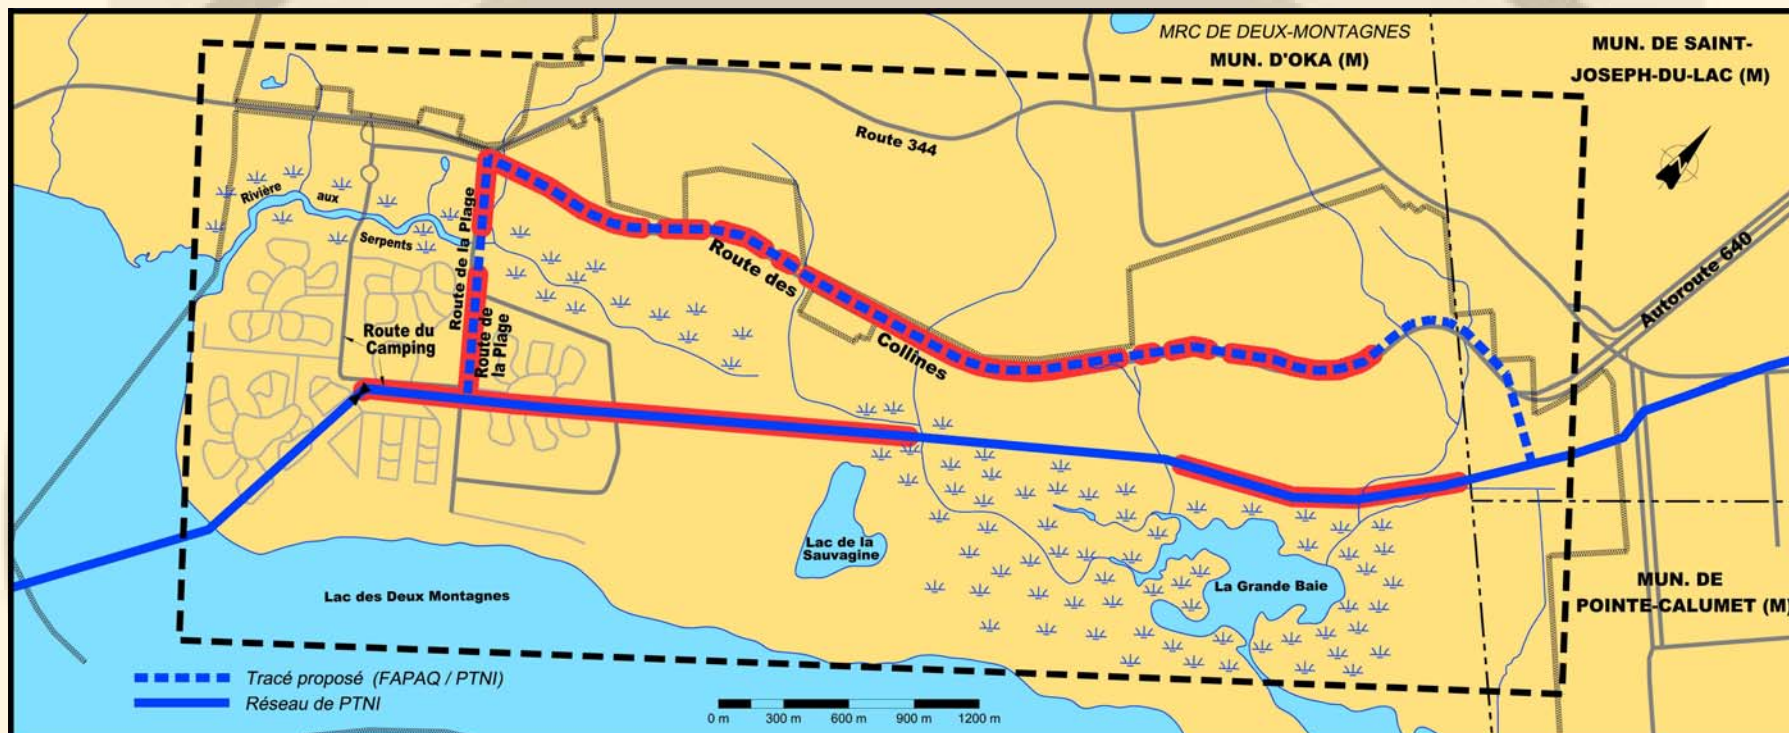 MRC DE DEUX-MONTAGNES
MUN. D'OKA (M)
MUN. DE SAINT-
JOSEPH-DU-LAC (M)
Route 344
N
Rivière
aux
Serpents
Route de la Plage
Route des
Collines
Autoroute 640
Route du
Camping
Route de
la Plage
Lac de la
Sauvagine
La Grande Baie
MUN. DE
POINTE-CALUMET (M)
Lac des Deux Montagnes
Tracé proposé (FAPAQ / PTNI)
Réseau de PTNI
0 m 300 m 600 m 900 m 1200 m